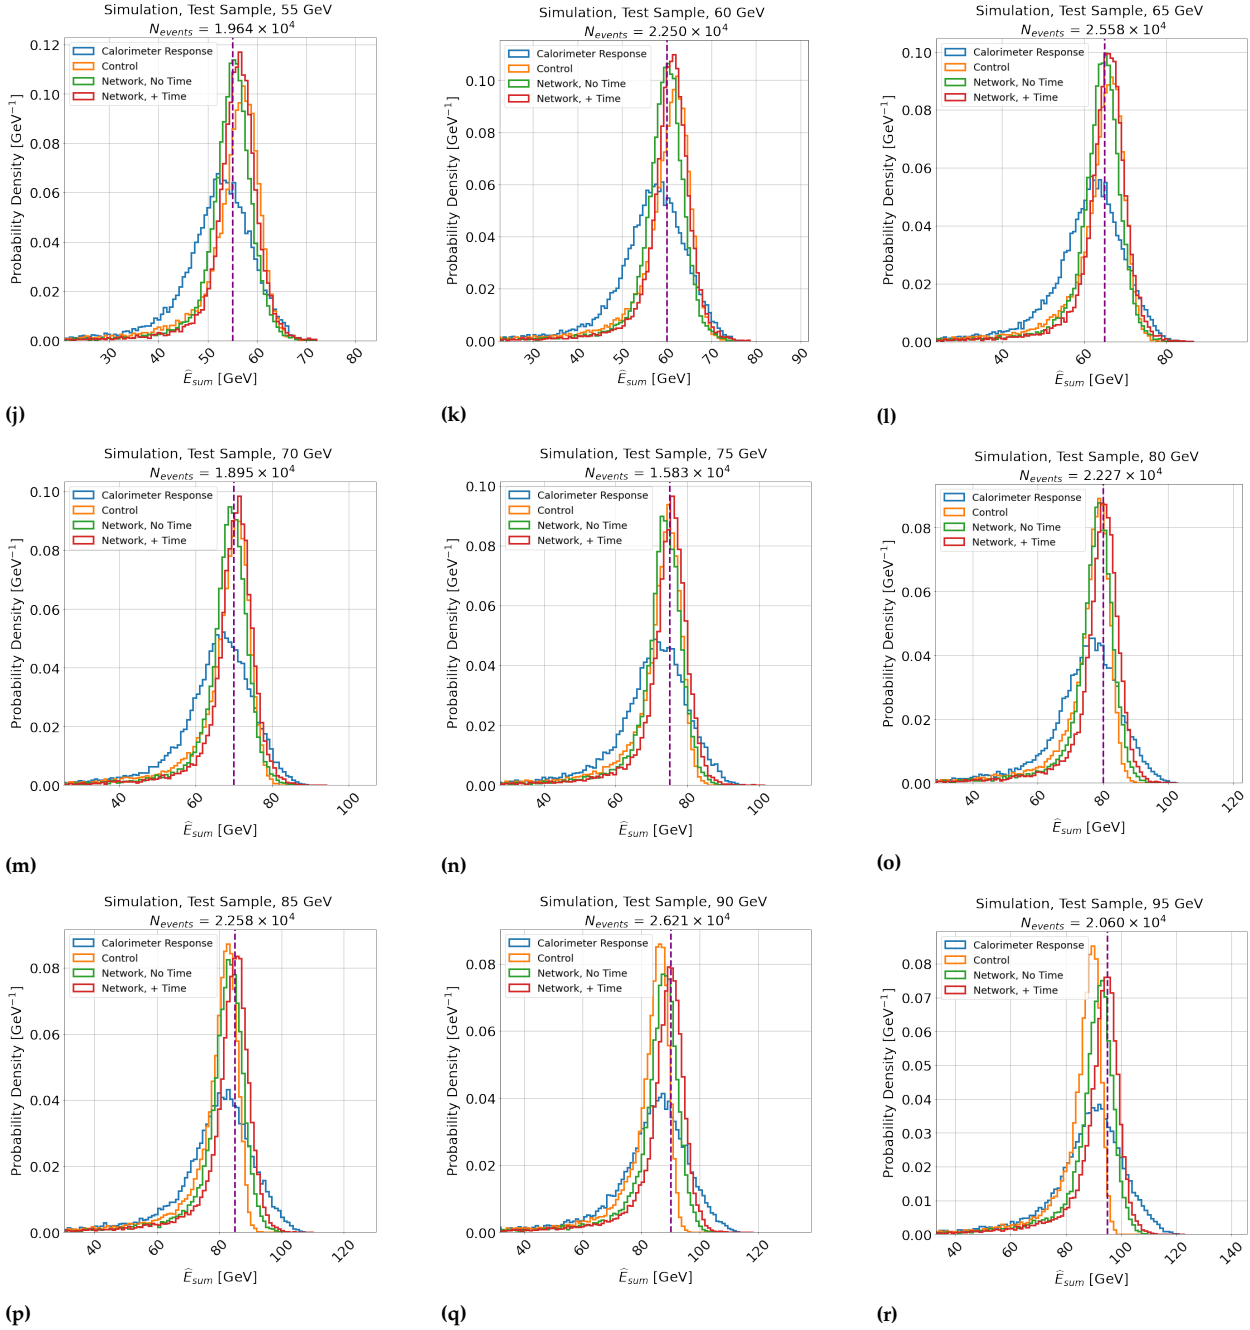 Simulation, Test Sample, 55 GeV
N_events = 1.964 × 10⁴
Calorimeter Response
Control
Network, No Time
Network, + Time
Probability Density [GeV⁻¹]
0.12
0.10
0.08
0.06
0.04
0.02
0.00
30 40 50 60 70 80
Ê_sum [GeV]
(j)
Simulation, Test Sample, 60 GeV
N_events = 2.250 × 10⁴
Calorimeter Response
Control
Network, No Time
Network, + Time
Probability Density [GeV⁻¹]
0.10
0.08
0.06
0.04
0.02
0.00
30 40 50 60 70 80 90
Ê_sum [GeV]
(k)
Simulation, Test Sample, 65 GeV
N_events = 2.558 × 10⁴
Calorimeter Response
Control
Network, No Time
Network, + Time
Probability Density [GeV⁻¹]
0.10
0.08
0.06
0.04
0.02
0.00
40 60 80
Ê_sum [GeV]
(l)
Simulation, Test Sample, 70 GeV
N_events = 1.895 × 10⁴
Calorimeter Response
Control
Network, No Time
Network, + Time
Probability Density [GeV⁻¹]
0.10
0.08
0.06
0.04
0.02
0.00
40 60 80 100
Ê_sum [GeV]
(m)
Simulation, Test Sample, 75 GeV
N_events = 1.583 × 10⁴
Calorimeter Response
Control
Network, No Time
Network, + Time
Probability Density [GeV⁻¹]
0.10
0.08
0.06
0.04
0.02
0.00
40 60 80 100
Ê_sum [GeV]
(n)
Simulation, Test Sample, 80 GeV
N_events = 2.227 × 10⁴
Calorimeter Response
Control
Network, No Time
Network, + Time
Probability Density [GeV⁻¹]
0.08
0.06
0.04
0.02
0.00
40 60 80 100 120
Ê_sum [GeV]
(o)
Simulation, Test Sample, 85 GeV
N_events = 2.258 × 10⁴
Calorimeter Response
Control
Network, No Time
Network, + Time
Probability Density [GeV⁻¹]
0.08
0.06
0.04
0.02
0.00
40 60 80 100 120
Ê_sum [GeV]
(p)
Simulation, Test Sample, 90 GeV
N_events = 2.621 × 10⁴
Calorimeter Response
Control
Network, No Time
Network, + Time
Probability Density [GeV⁻¹]
0.08
0.06
0.04
0.02
0.00
40 60 80 100 120
Ê_sum [GeV]
(q)
Simulation, Test Sample, 95 GeV
N_events = 2.060 × 10⁴
Calorimeter Response
Control
Network, No Time
Network, + Time
Probability Density [GeV⁻¹]
0.08
0.07
0.06
0.05
0.04
0.03
0.02
0.01
0.00
40 60 80 100 120 140
Ê_sum [GeV]
(r)